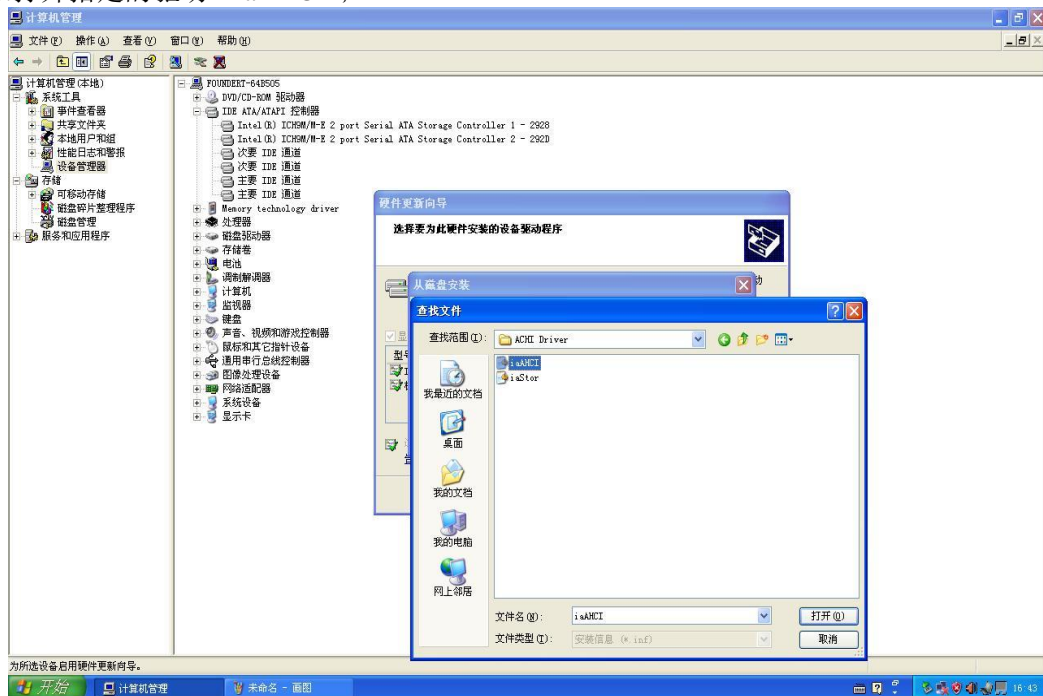 计算机管理
文件(F) 操作(A) 查看(V) 窗口(W) 帮助(H)
计算机管理(本地)
系统工具
事件查看器
共享文件夹
本地用户和组
性能日志和警报
设备管理器
存储
可移动存储
磁盘碎片整理程序
磁盘管理
服务和应用程序
FOUNDERT-64B505
DVD/CD-ROM 驱动器
IDE ATA/ATAPI 控制器
Intel(R) ICH9M/M-E 2 port Serial ATA Storage Controller 1 - 2928
Intel(R) ICH9M/M-E 2 port Serial ATA Storage Controller 2 - 292D
次要 IDE 通道
次要 IDE 通道
主要 IDE 通道
主要 IDE 通道
Memory technology driver
处理器
磁盘驱动器
存储卷
电池
调制解调器
计算机
监视器
键盘
声音、视频和游戏控制器
鼠标和其它指针设备
通用串行总线控制器
图像处理设备
网络适配器
系统设备
显示卡
硬件更新向导
选择要为此硬件安装的设备驱动程序
从磁盘安装
查找文件
查找范围(I): ACHI Driver
iaAHCI
iaStor
我最近的文档
桌面
我的文档
我的电脑
网上邻居
文件名(N): iaAHCI 打开(O)
文件类型(T): 安装信息 (*.inf) 取消
为所选设备启用硬件更新向导。
开始 计算机管理 未命名 - 画图 16:43